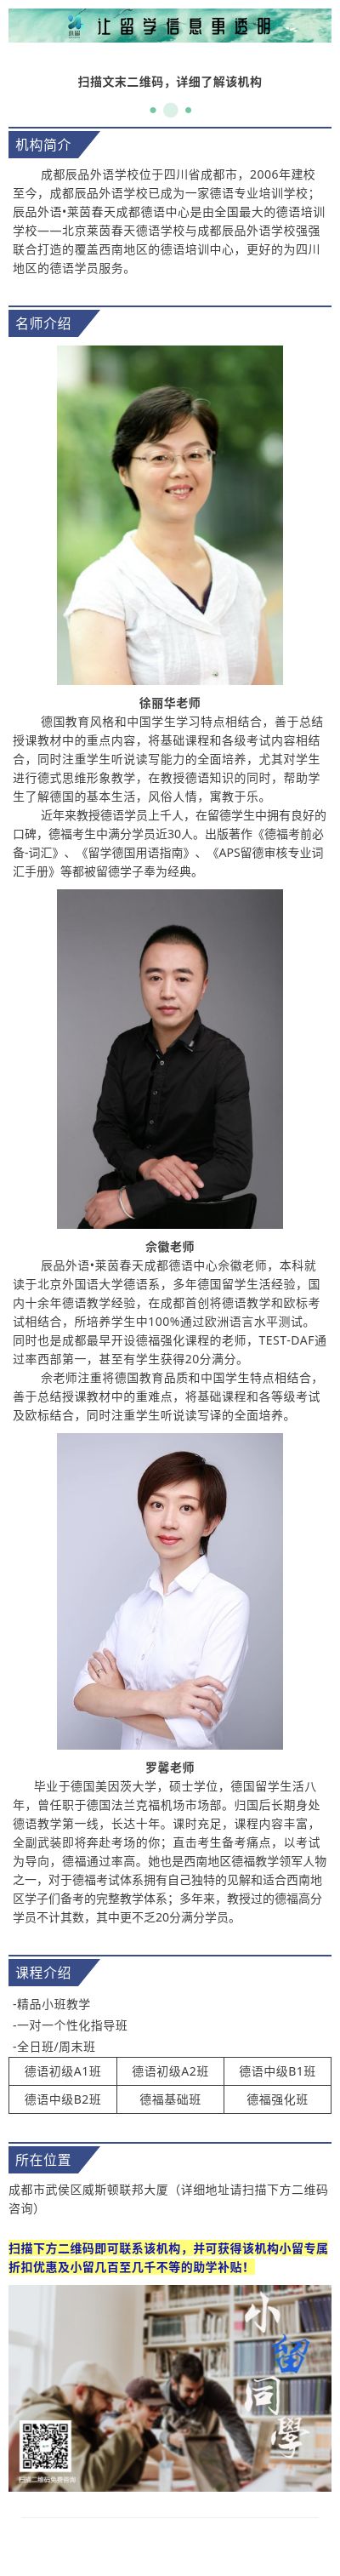 让留学信息更透明
扫描文末二维码，详细了解该机构
机构简介
成都辰品外语学校位于四川省成都市，2006年建校
至今，成都辰品外语学校已成为一家德语专业培训学校；
辰品外语•莱茵春天成都德语中心是由全国最大的德语培训
学校——北京莱茵春天德语学校与成都辰品外语学校强强
联合打造的覆盖西南地区的德语培训中心，更好的为四川
地区的德语学员服务。
名师介绍
徐丽华老师
德国教育风格和中国学生学习特点相结合，善于总结
授课教材中的重点内容，将基础课程和各级考试内容相结
合，同时注重学生听说读写能力的全面培养，尤其对学生
进行德式思维形象教学，在教授德语知识的同时，帮助学
生了解德国的基本生活，风俗人情，寓教于乐。
近年来教授德语学员上千人，在留德学生中拥有良好的
口碑，德福考生中满分学员近30人。出版著作《德福考前必
备-词汇》、《留学德国用语指南》、《APS留德审核专业词
汇手册》等都被留德学子奉为经典。
佘徽老师
辰品外语•莱茵春天成都德语中心佘徽老师，本科就
读于北京外国语大学德语系，多年德国留学生活经验，国
内十余年德语教学经验，在成都首创将德语教学和欧标考
试相结合，所培养学生中100%通过欧洲语言水平测试。
同时也是成都最早开设德福强化课程的老师，TEST-DAF通
过率西部第一，甚至有学生获得20分满分。
佘老师注重将德国教育品质和中国学生特点相结合，
善于总结授课教材中的重难点，将基础课程和各等级考试
及欧标结合，同时注重学生听说读写译的全面培养。
罗馨老师
毕业于德国美因茨大学，硕士学位，德国留学生活八
年，曾任职于德国法兰克福机场市场部。归国后长期身处
德语教学第一线，长达十年。课时充足，课程内容丰富，
全副武装即将奔赴考场的你；直击考生备考痛点，以考试
为导向，德福通过率高。她也是西南地区德福教学领军人物
之一，对于德福考试体系拥有自己独特的见解和适合西南地
区学子们备考的完整教学体系；多年来，教授过的德福高分
学员不计其数，其中更不乏20分满分学员。
课程介绍
-精品小班教学
-一对一个性化指导班
-全日班/周末班
德语初级A1班 德语初级A2班 德语中级B1班
德语中级B2班 德福基础班 德福强化班
所在位置
成都市武侯区威斯顿联邦大厦（详细地址请扫描下方二维码
咨询）
扫描下方二维码即可联系该机构，并可获得该机构小留专属
折扣优惠及小留几百至几千不等的助学补贴！
小留同學
扫描二维码免费咨询